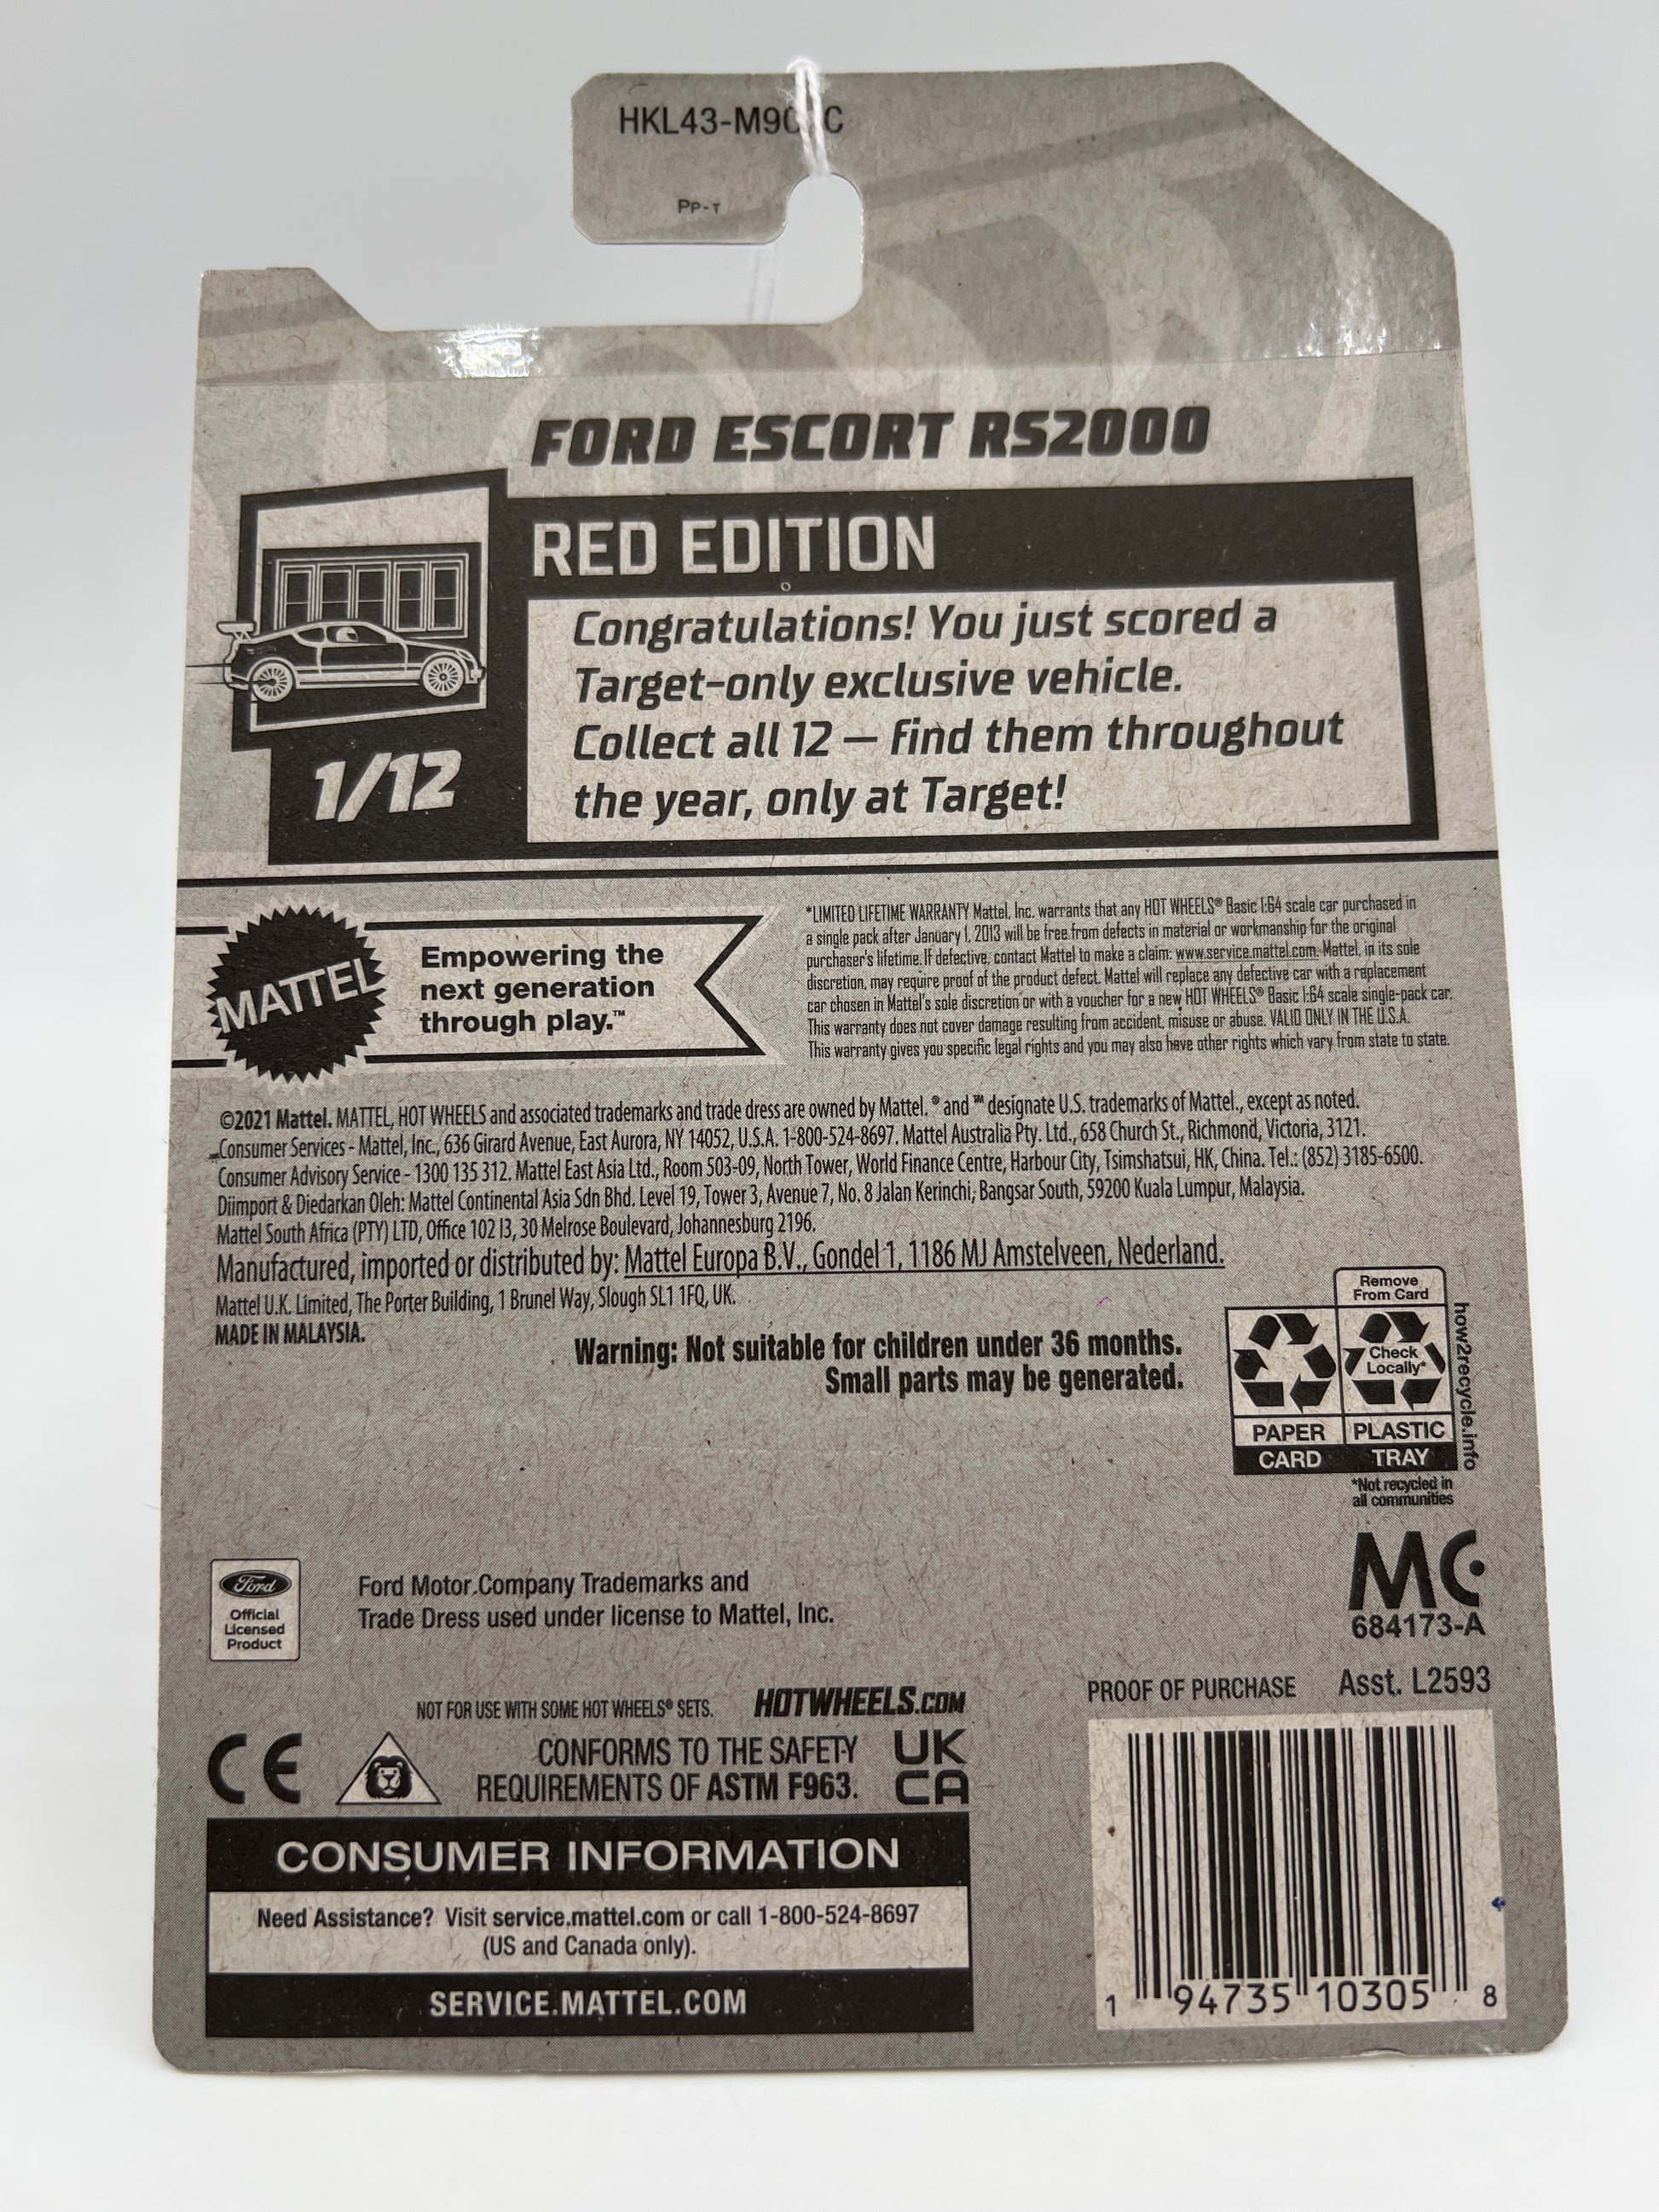 HKL43-M9
PP-T
FORD ESCORT RS2000
RED EDITION
Congratulations! You just scored a
Target-only exclusive vehicle.
Collect all 12 – find them throughout
the year, only at Target!
1/12
MATTEL
Empowering the
next generation
through play.™
*LIMITED LIFETIME WARRANTY Mattel, Inc. warrants that any HOT WHEELS® Basic 1:64 scale car purchased in
a single pack after January 1, 2013 will be free from defects in material or workmanship for the original
purchaser's lifetime. If defective, contact Mattel to make a claim: www.service.mattel.com. Mattel, in its sole
discretion, may require proof of the product defect. Mattel will replace any defective car with a replacement
car chosen in Mattel's sole discretion or with a voucher for a new HOT WHEELS® Basic 1:64 scale single-pack car.
This warranty does not cover damage resulting from accident, misuse or abuse. VALID ONLY IN THE U.S.A.
This warranty gives you specific legal rights and you may also have other rights which vary from state to state.
©2021 Mattel. MATTEL, HOT WHEELS and associated trademarks and trade dress are owned by Mattel. ® and ™ designate U.S. trademarks of Mattel., except as noted.
Consumer Services - Mattel, Inc., 636 Girard Avenue, East Aurora, NY 14052, U.S.A. 1-800-524-8697. Mattel Australia Pty. Ltd., 658 Church St., Richmond, Victoria, 3121.
Consumer Advisory Service - 1300 135 312. Mattel East Asia Ltd., Room 503-09, North Tower, World Finance Centre, Harbour City, Tsimshatsui, HK, China. Tel.: (852) 3185-6500.
Diimport & Diedarkan Oleh: Mattel Continental Asia Sdn Bhd. Level 19, Tower 3, Avenue 7, No. 8 Jalan Kerinchi, Bangsar South, 59200 Kuala Lumpur, Malaysia.
Mattel South Africa (PTY) LTD, Office 102 I3, 30 Melrose Boulevard, Johannesburg 2196.
Manufactured, imported or distributed by: Mattel Europa B.V., Gondel 1, 1186 MJ Amstelveen, Nederland.
Mattel U.K. Limited, The Porter Building, 1 Brunel Way, Slough SL1 1FQ, UK.
MADE IN MALAYSIA.
Warning: Not suitable for children under 36 months.
Small parts may be generated.
Remove
From Card
Check
Locally*
PAPER
PLASTIC
CARD
TRAY
how2recycle.info
*Not recycled in
all communities
Ford
Official
Licensed
Product
Ford Motor Company Trademarks and
Trade Dress used under license to Mattel, Inc.
MC
684173-A
PROOF OF PURCHASE
Asst. L2593
NOT FOR USE WITH SOME HOT WHEELS® SETS.
HOTWHEELS.COM
CE
CONFORMS TO THE SAFETY
REQUIREMENTS OF ASTM F963.
UK
CA
CONSUMER INFORMATION
Need Assistance? Visit service.mattel.com or call 1-800-524-8697
(US and Canada only).
SERVICE.MATTEL.COM
1 94735 10305 8